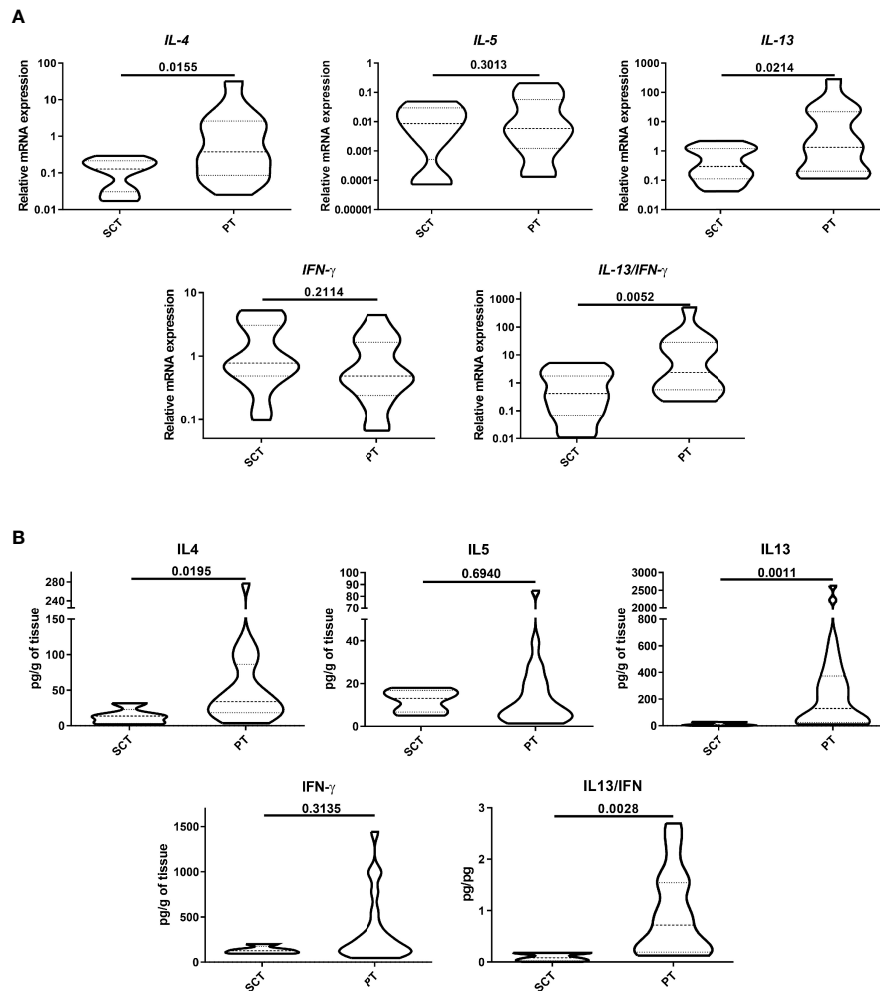 A
IL-4
Relative mRNA expression
100
10
1
0.1
0.01
0.0155
SCT
PT
IL-5
Relative mRNA expression
1
0.1
0.01
0.001
0.0001
0.00001
0.3013
SCT
PT
IL-13
Relative mRNA expression
1000
100
10
1
0.1
0.01
0.0214
SCT
PT
IFN-γ
Relative mRNA expression
10
1
0.1
0.2114
SCT
PT
IL-13/IFN-γ
Relative mRNA expression
1000
100
10
1
0.1
0.01
0.0052
SCT
PT
B
IL4
pg/g of tissue
280
240
150
100
50
0
0.0195
SCT
PT
IL5
pg/g of tissue
100
90
80
70
40
20
0
0.6940
SCT
PT
IL13
pg/g of tissue
3000
2500
2000
800
600
400
200
0
0.0011
SCT
PT
IFN-γ
pg/g of tissue
1500
1000
500
0
0.3135
SCT
PT
IL13/IFN
pg/pg
3
2
1
0
0.0028
SCT
PT